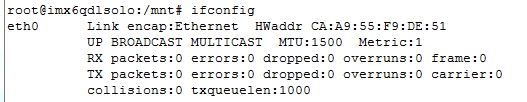 root@imx6qdlsolo:/mnt# ifconfig
eth0      Link encap:Ethernet  HWaddr CA:A9:55:F9:DE:51
          UP BROADCAST MULTICAST  MTU:1500  Metric:1
          RX packets:0 errors:0 dropped:0 overruns:0 frame:0
          TX packets:0 errors:0 dropped:0 overruns:0 carrier:0
          collisions:0 txqueuelen:1000